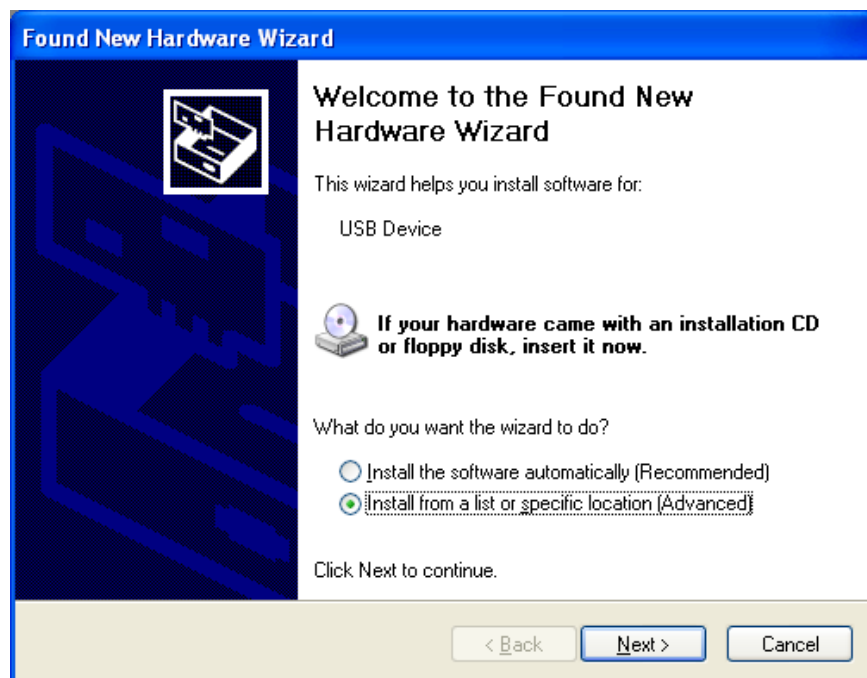 Found New Hardware Wizard
Welcome to the Found New
Hardware Wizard
This wizard helps you install software for:
USB Device
If your hardware came with an installation CD
or floppy disk, insert it now.
What do you want the wizard to do?
Install the software automatically (Recommended)
Install from a list or specific location (Advanced)
Click Next to continue.
< Back Next > Cancel